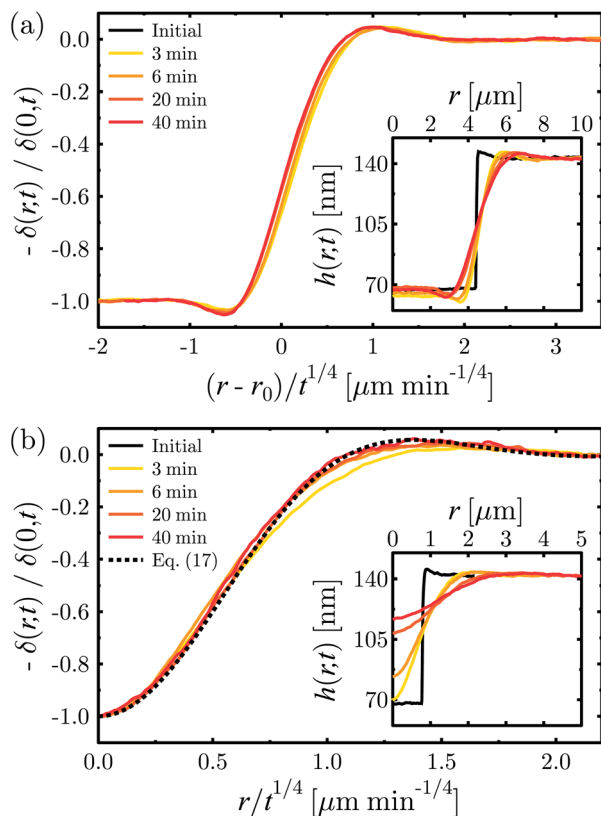 (a)
0.0
-0.2
-0.4
-0.6
-0.8
-1.0
- δ(r,t) / δ(0,t)
Initial
3 min
6 min
20 min
40 min
r [μm]
0 2 4 6 8 10
140
105
70
h(r,t) [nm]
-2 -1 0 1 2 3
(r - r₀)/t^{1/4} [μm min^{-1/4}]
(b)
0.0
-0.2
-0.4
-0.6
-0.8
-1.0
- δ(r,t) / δ(0,t)
Initial
3 min
6 min
20 min
40 min
Eq. (17)
r [μm]
0 1 2 3 4 5
140
105
70
h(r,t) [nm]
0.0 0.5 1.0 1.5 2.0
r/t^{1/4} [μm min^{-1/4}]